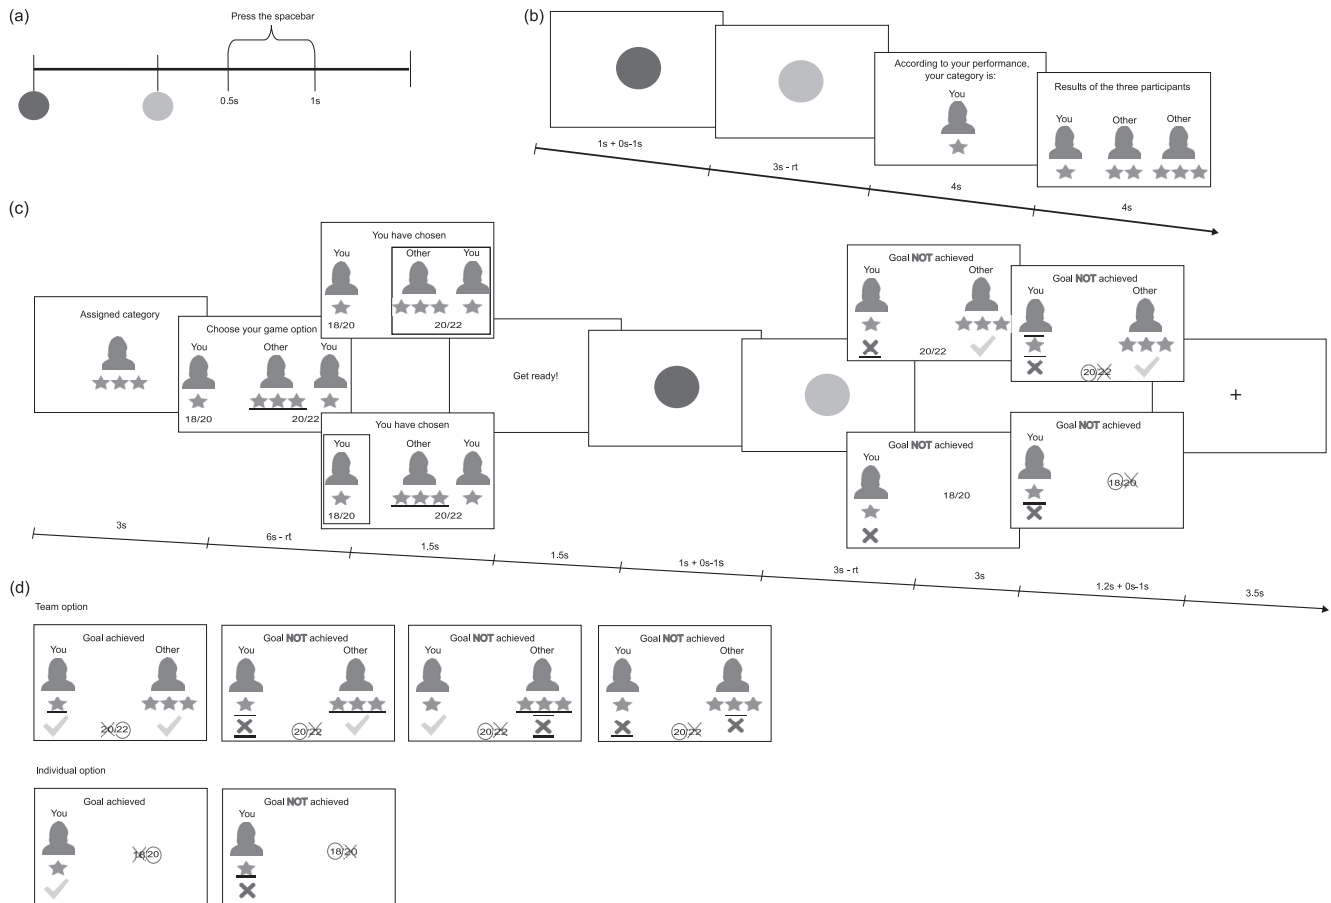 (a)
Press the spacebar
0.5s
1s
(b)
According to your performance,
your category is:
You
Results of the three participants
You Other Other
1s + 0s-1s
3s - rt
4s
4s
(c)
Assigned category
Choose your game option
You Other You
18/20 20/22
You have chosen
You Other You
18/20 20/22
You have chosen
You Other You
18/20 20/22
Get ready!
Goal NOT achieved
You Other
20/22
Goal NOT achieved
You Other
20/22
Goal NOT achieved
You
18/20
Goal NOT achieved
You
18/20
+
3s
6s - rt
1.5s
1.5s
1s + 0s-1s
3s - rt
3s
1.2s + 0s-1s
3.5s
(d)
Team option
Goal achieved
You Other
20/22
Goal NOT achieved
You Other
20/22
Goal NOT achieved
You Other
20/22
Goal NOT achieved
You Other
20/22
Individual option
Goal achieved
You
18/20
Goal NOT achieved
You
18/20